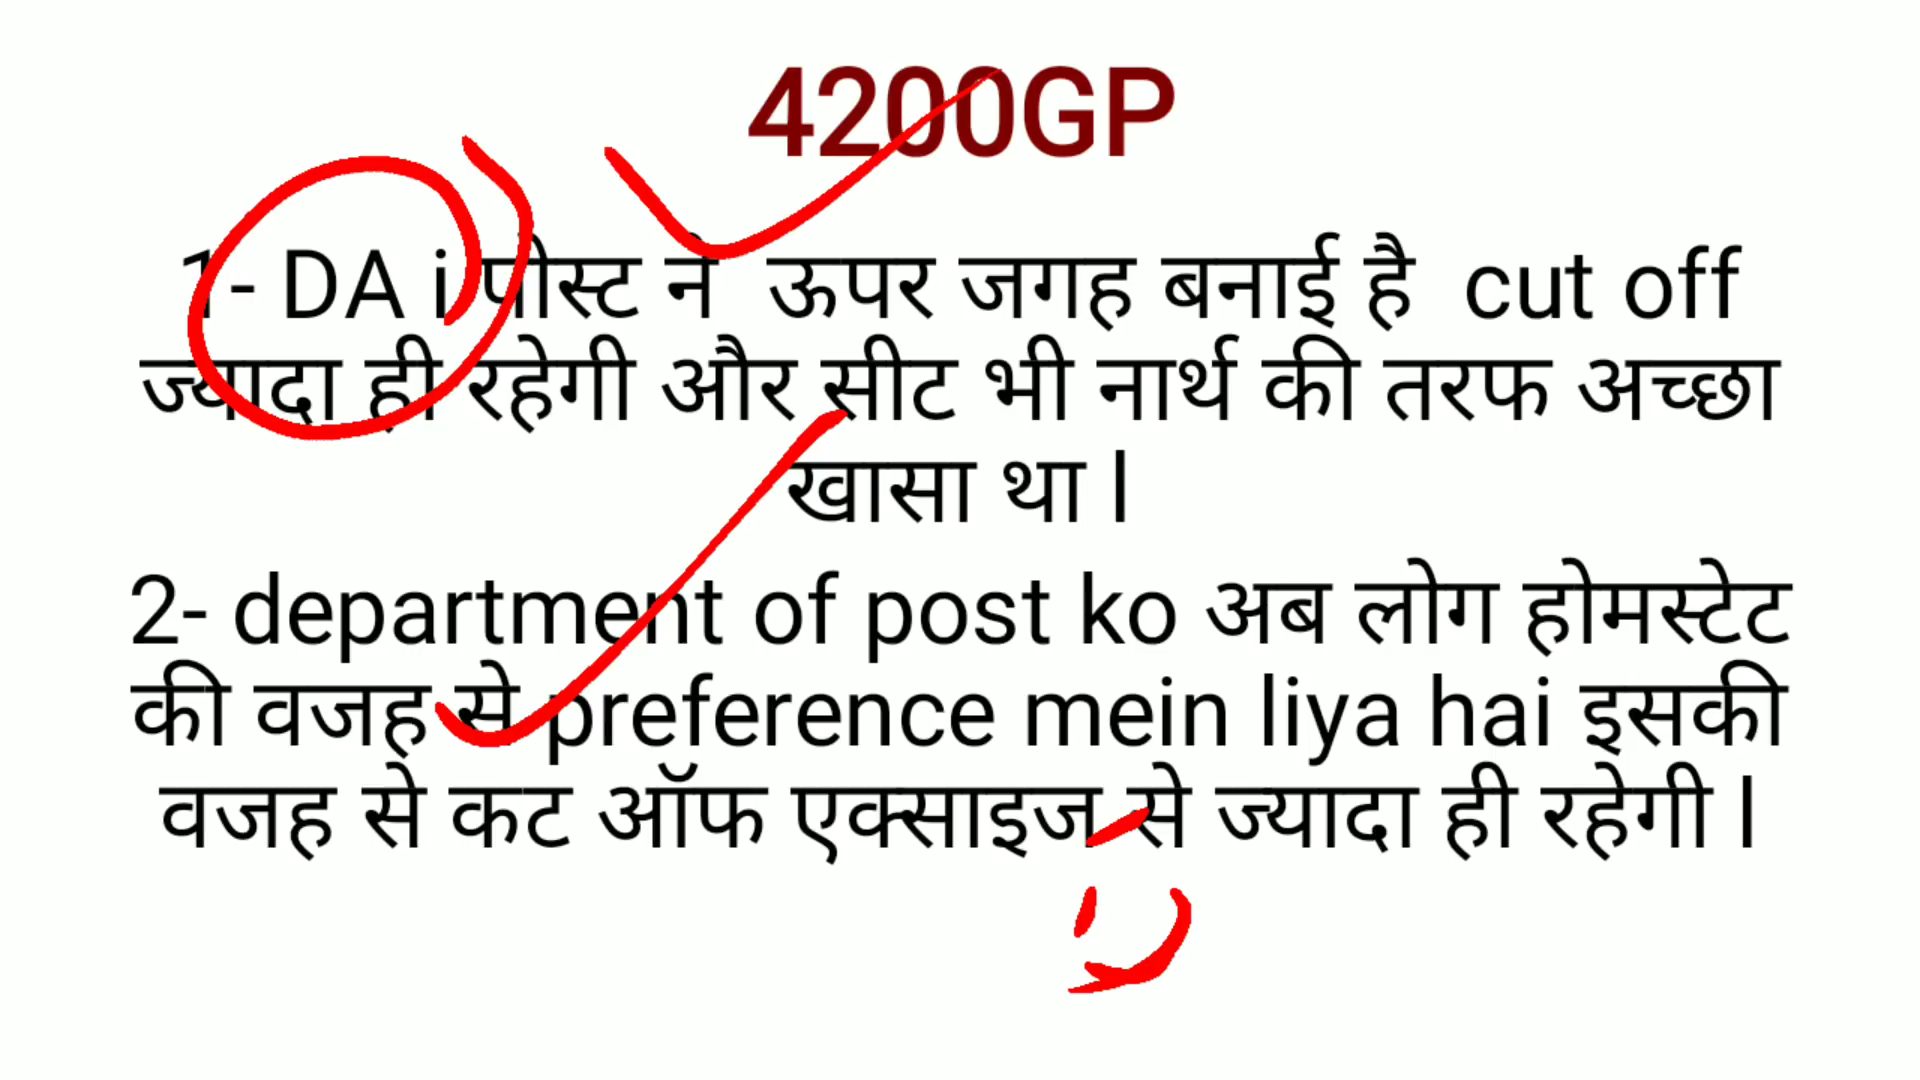 4200GP
1- DA i पोस्ट ने ऊपर जगह बनाई है cut off
ज्यादा ही रहेगी और सीट भी नार्थ की तरफ अच्छा
खासा था l
2- department of post ko अब लोग होमस्टेट
की वजह से preference mein liya hai इसकी
वजह से कट ऑफ एक्साइज से ज्यादा ही रहेगी l